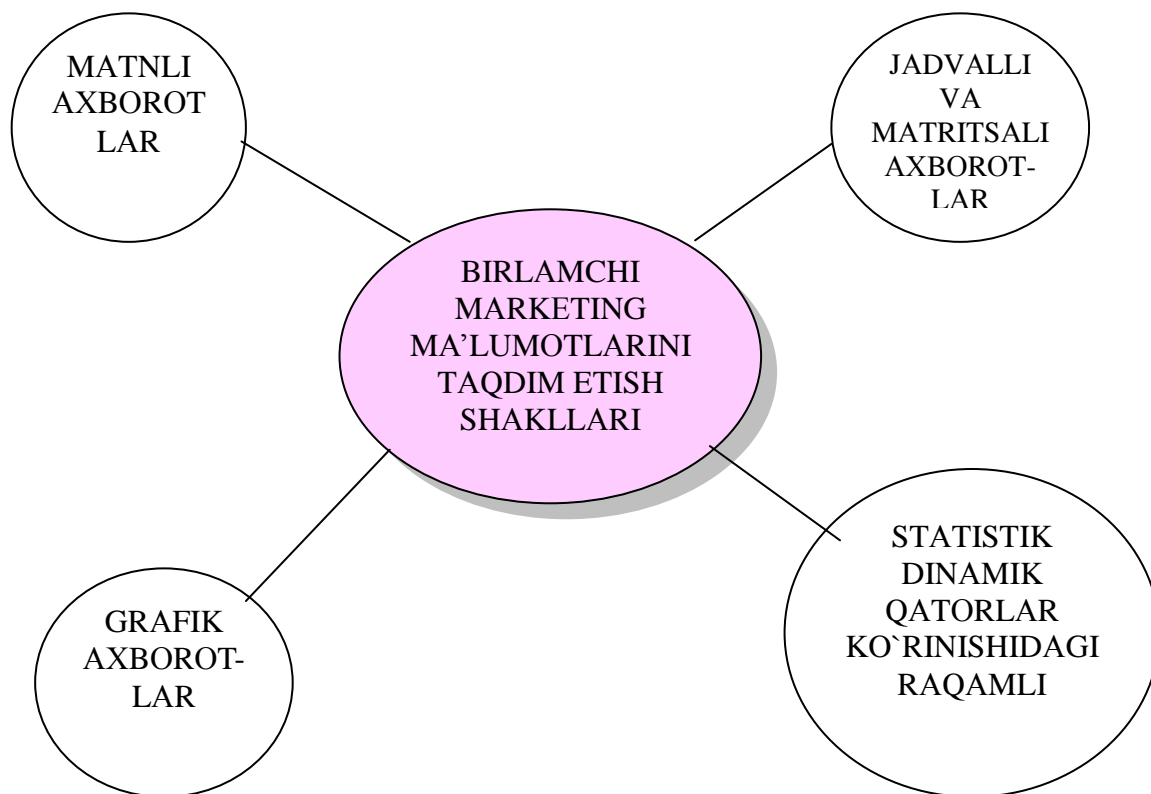 MATNLI
AXBOROT
LAR
JADVALLI
VA
MATRITSALI
AXBOROT-
LAR
BIRLAMCHI
MARKETING
MA’LUMOTLARINI
TAQDIM ETISH
SHAKLLARI
GRAFIK
AXBOROT-
LAR
STATISTIK
DINAMIK
QATORLAR
KO`RINISHIDAGI
RAQAMLI